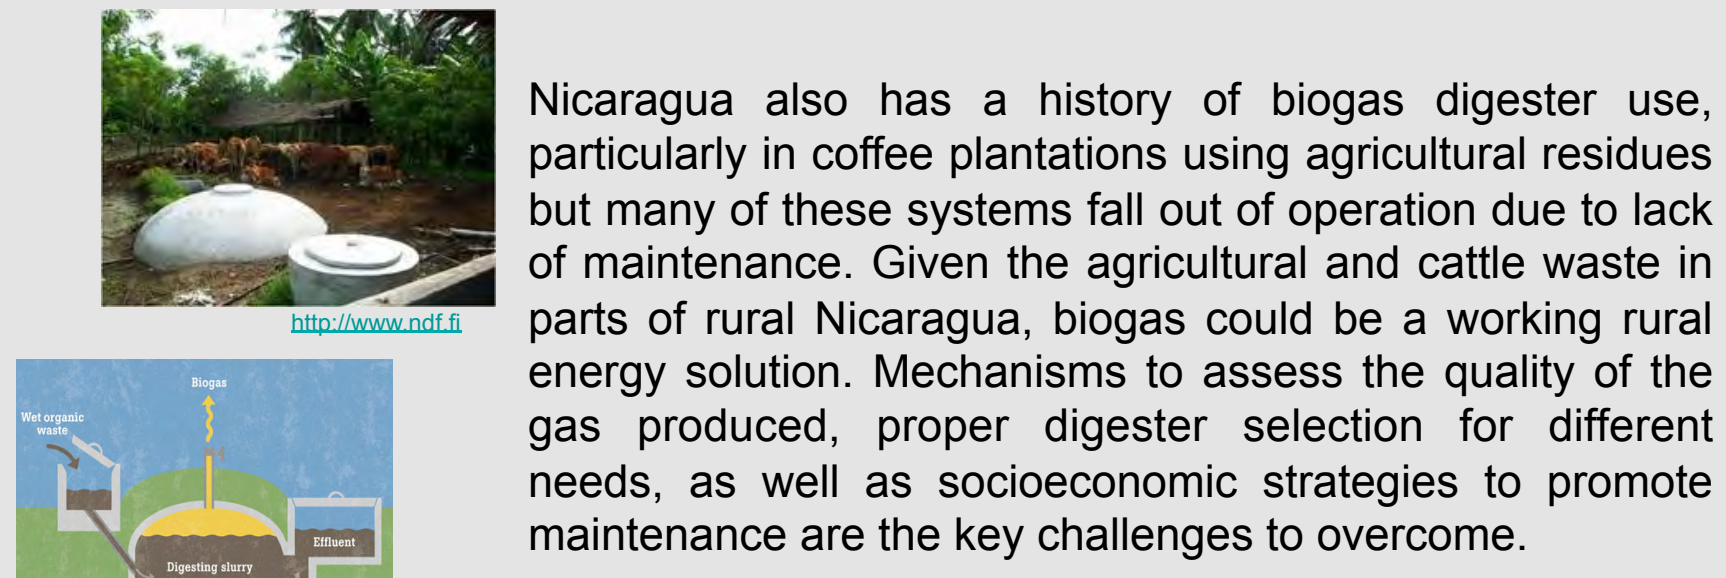 Nicaragua also has a history of biogas digester use,
particularly in coffee plantations using agricultural residues
but many of these systems fall out of operation due to lack
of maintenance. Given the agricultural and cattle waste in
parts of rural Nicaragua, biogas could be a working rural
energy solution. Mechanisms to assess the quality of the
gas produced, proper digester selection for different
needs, as well as socioeconomic strategies to promote
maintenance are the key challenges to overcome.
http://www.ndf.fi
Biogas
Wet organic
waste
Effluent
Digesting slurry